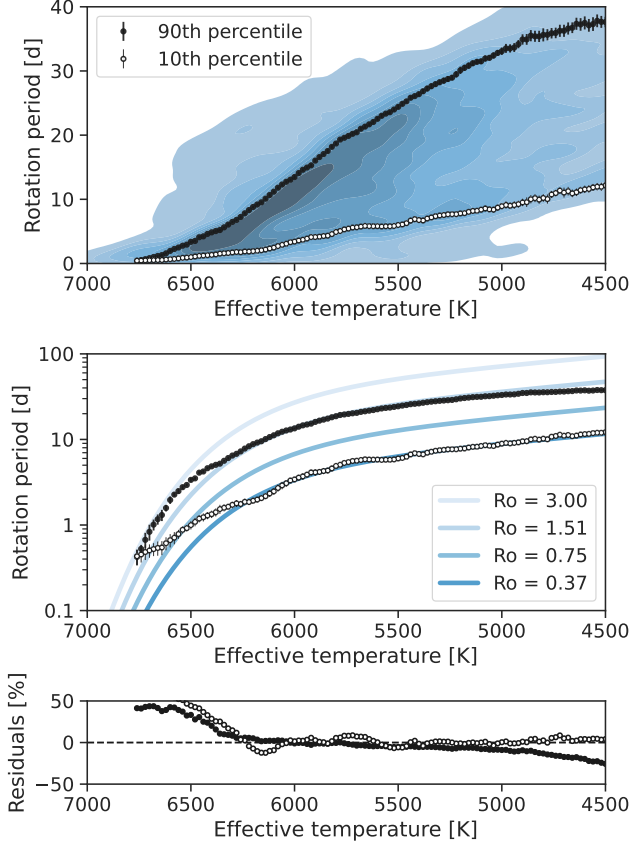 40
30
20
10
0
Rotation period [d]
90th percentile
10th percentile
7000 6500 6000 5500 5000 4500
Effective temperature [K]
100
10
1
0.1
Rotation period [d]
Ro = 3.00
Ro = 1.51
Ro = 0.75
Ro = 0.37
7000 6500 6000 5500 5000 4500
Effective temperature [K]
50
0
−50
Residuals [%]
7000 6500 6000 5500 5000 4500
Effective temperature [K]